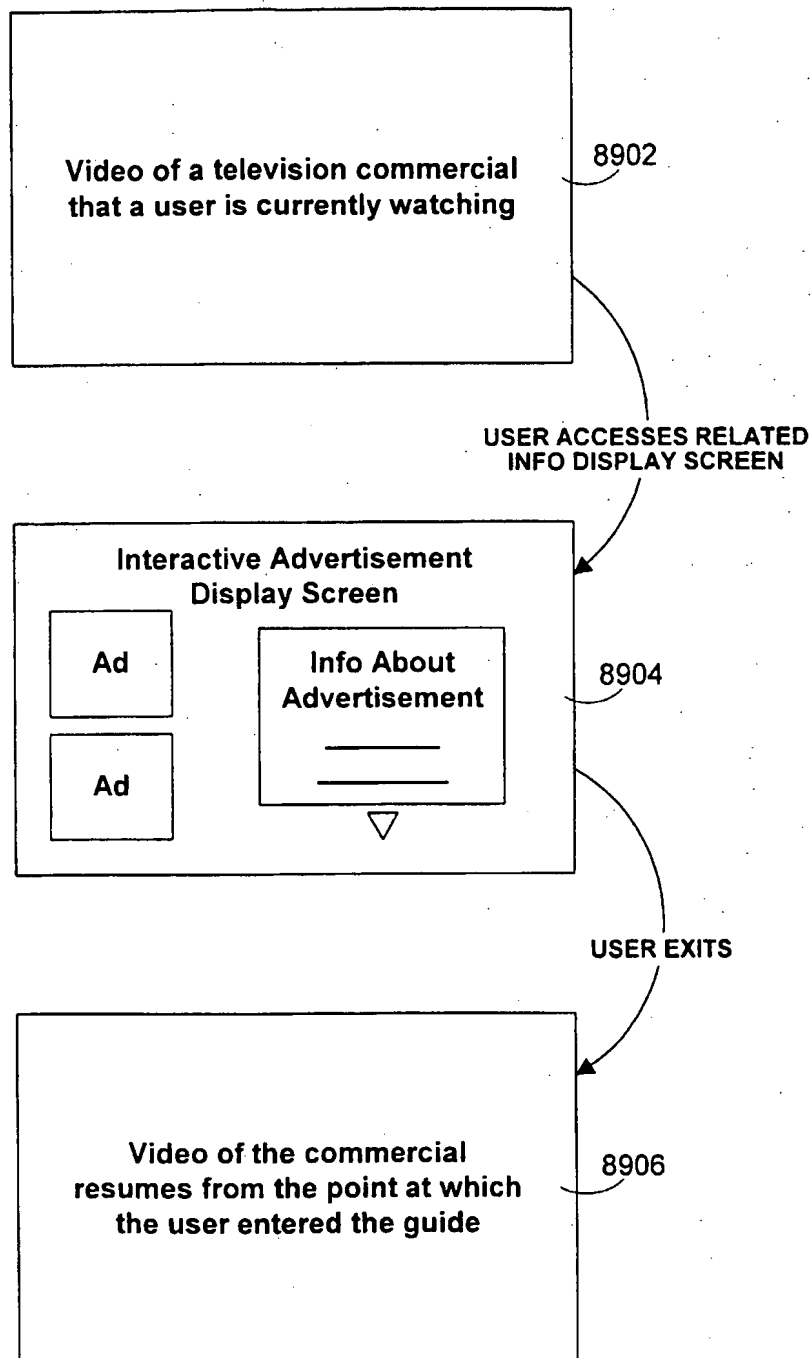 Video of a television commercial
that a user is currently watching
8902
USER ACCESSES RELATED
INFO DISPLAY SCREEN
Interactive Advertisement
Display Screen
Ad
Info About
Advertisement
8904
Ad
USER EXITS
Video of the commercial
resumes from the point at which
the user entered the guide
8906